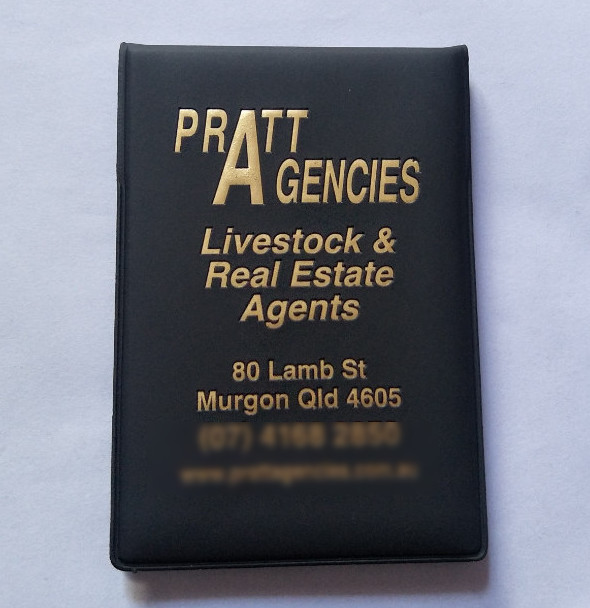 PRATT
AGENCIES
Livestock &
Real Estate
Agents
80 Lamb St
Murgon Qld 4605